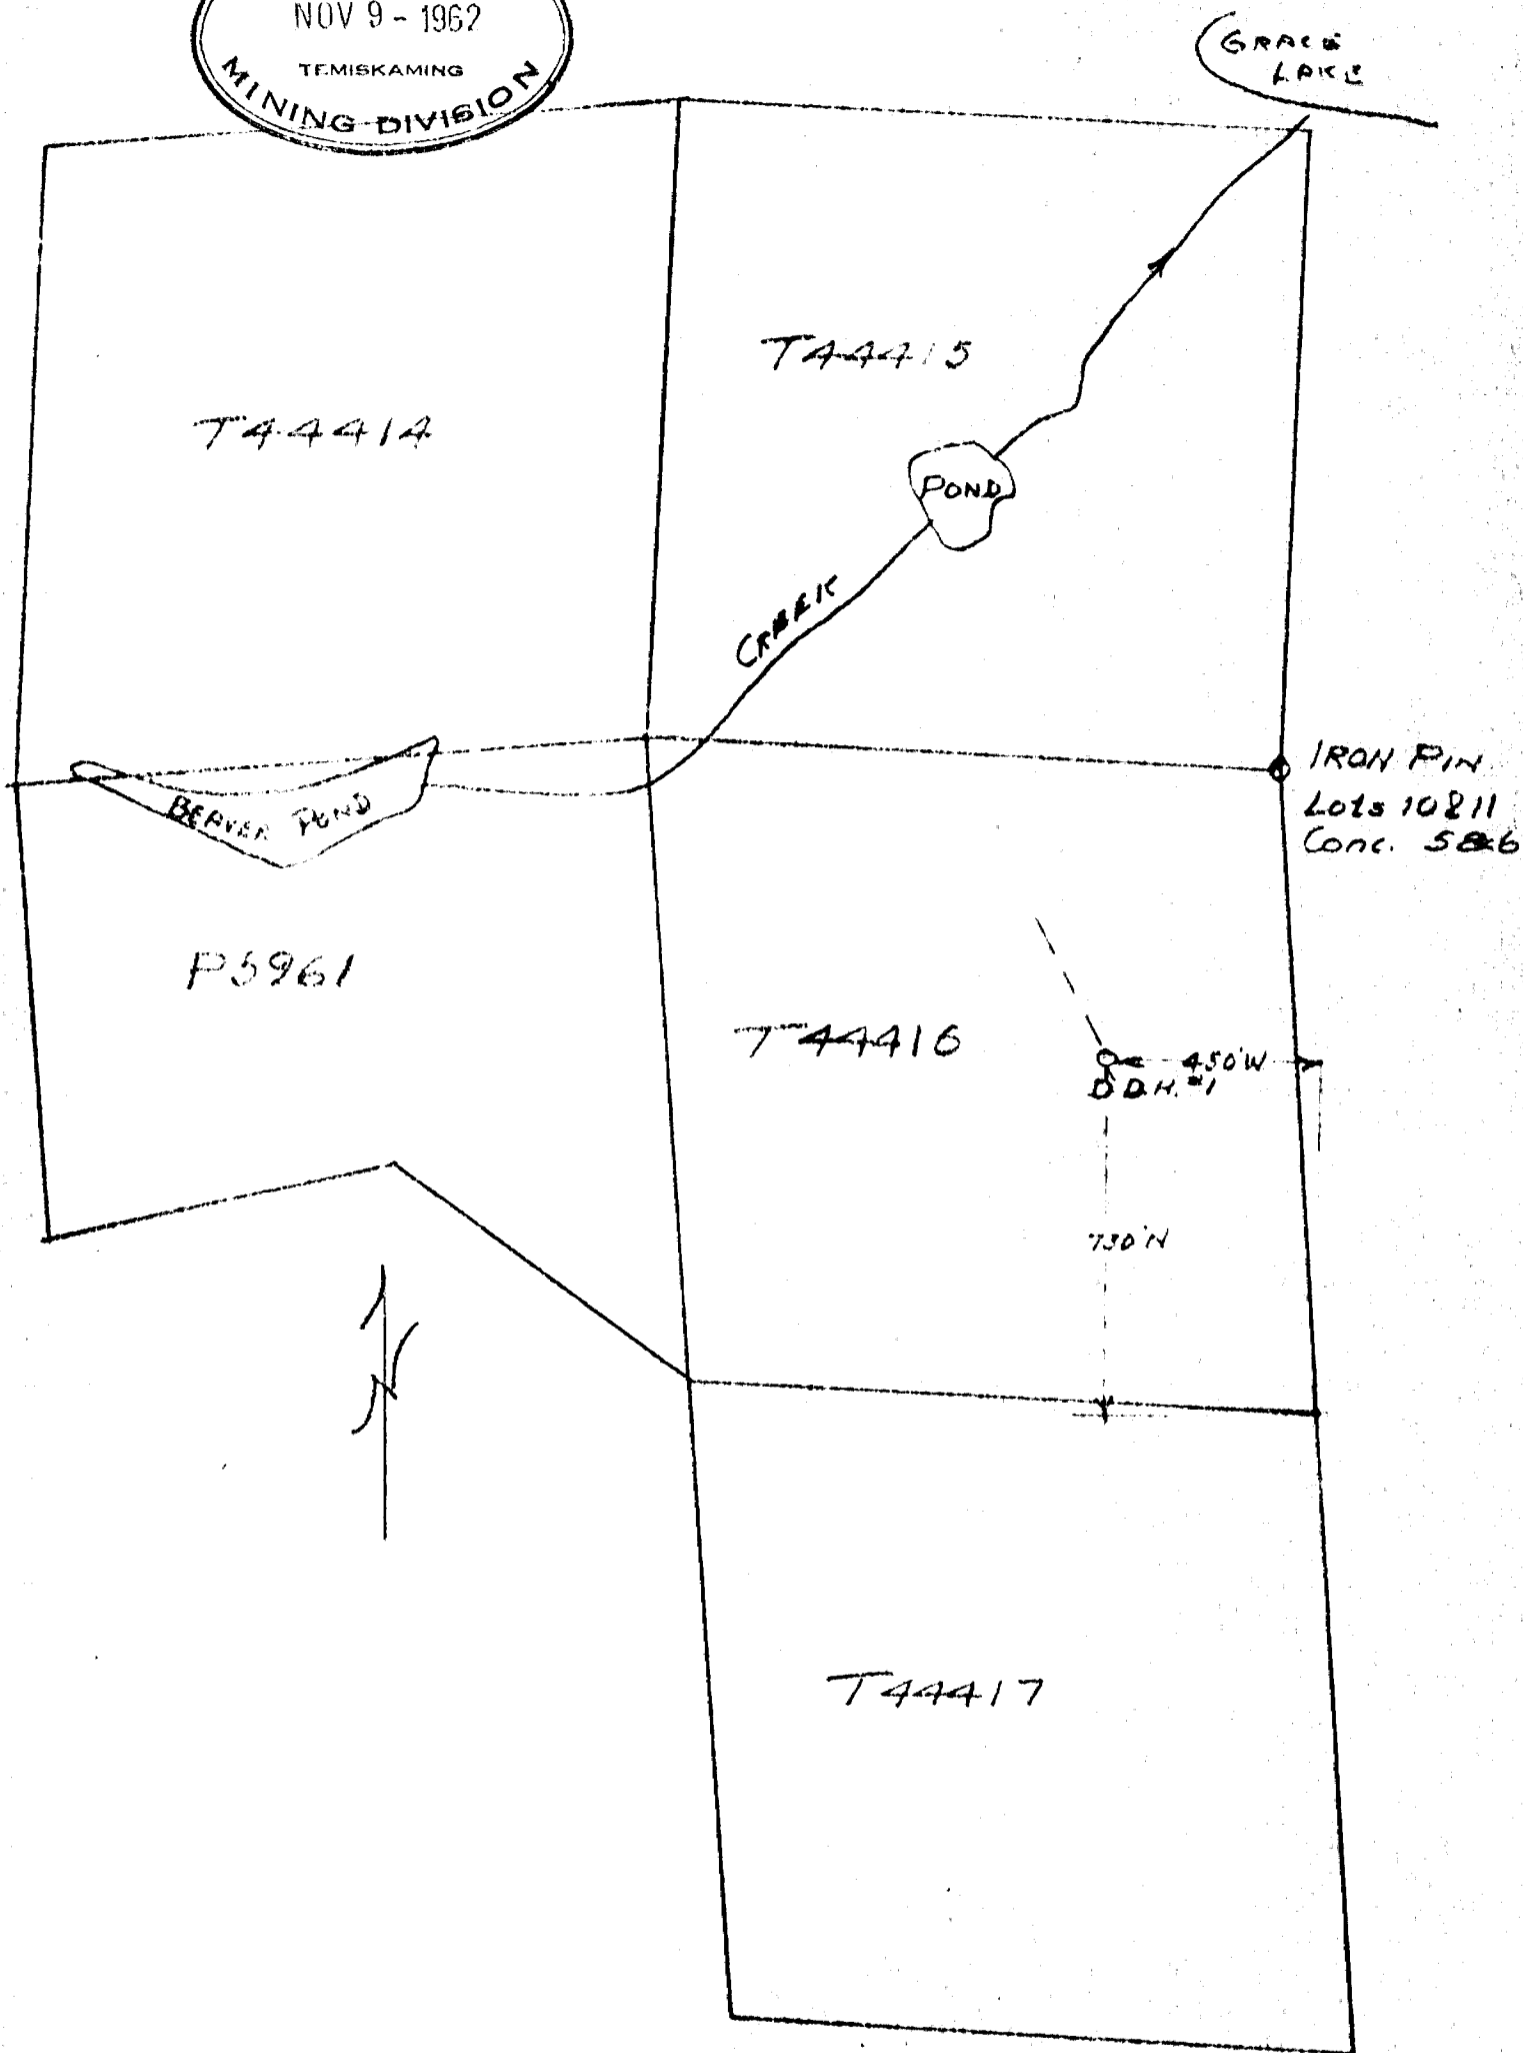 NOV 9 - 1962
TEMISKAMING
MINING DIVISION
GRACE
LAKE
T44415
T44414
POND
CREEK
IRON PIN
Lots 10 & 11
Conc. 5 & 6
BEAVER POND
P5961
T44416
450'W
D.D.H. #1
730'N
N
T44417